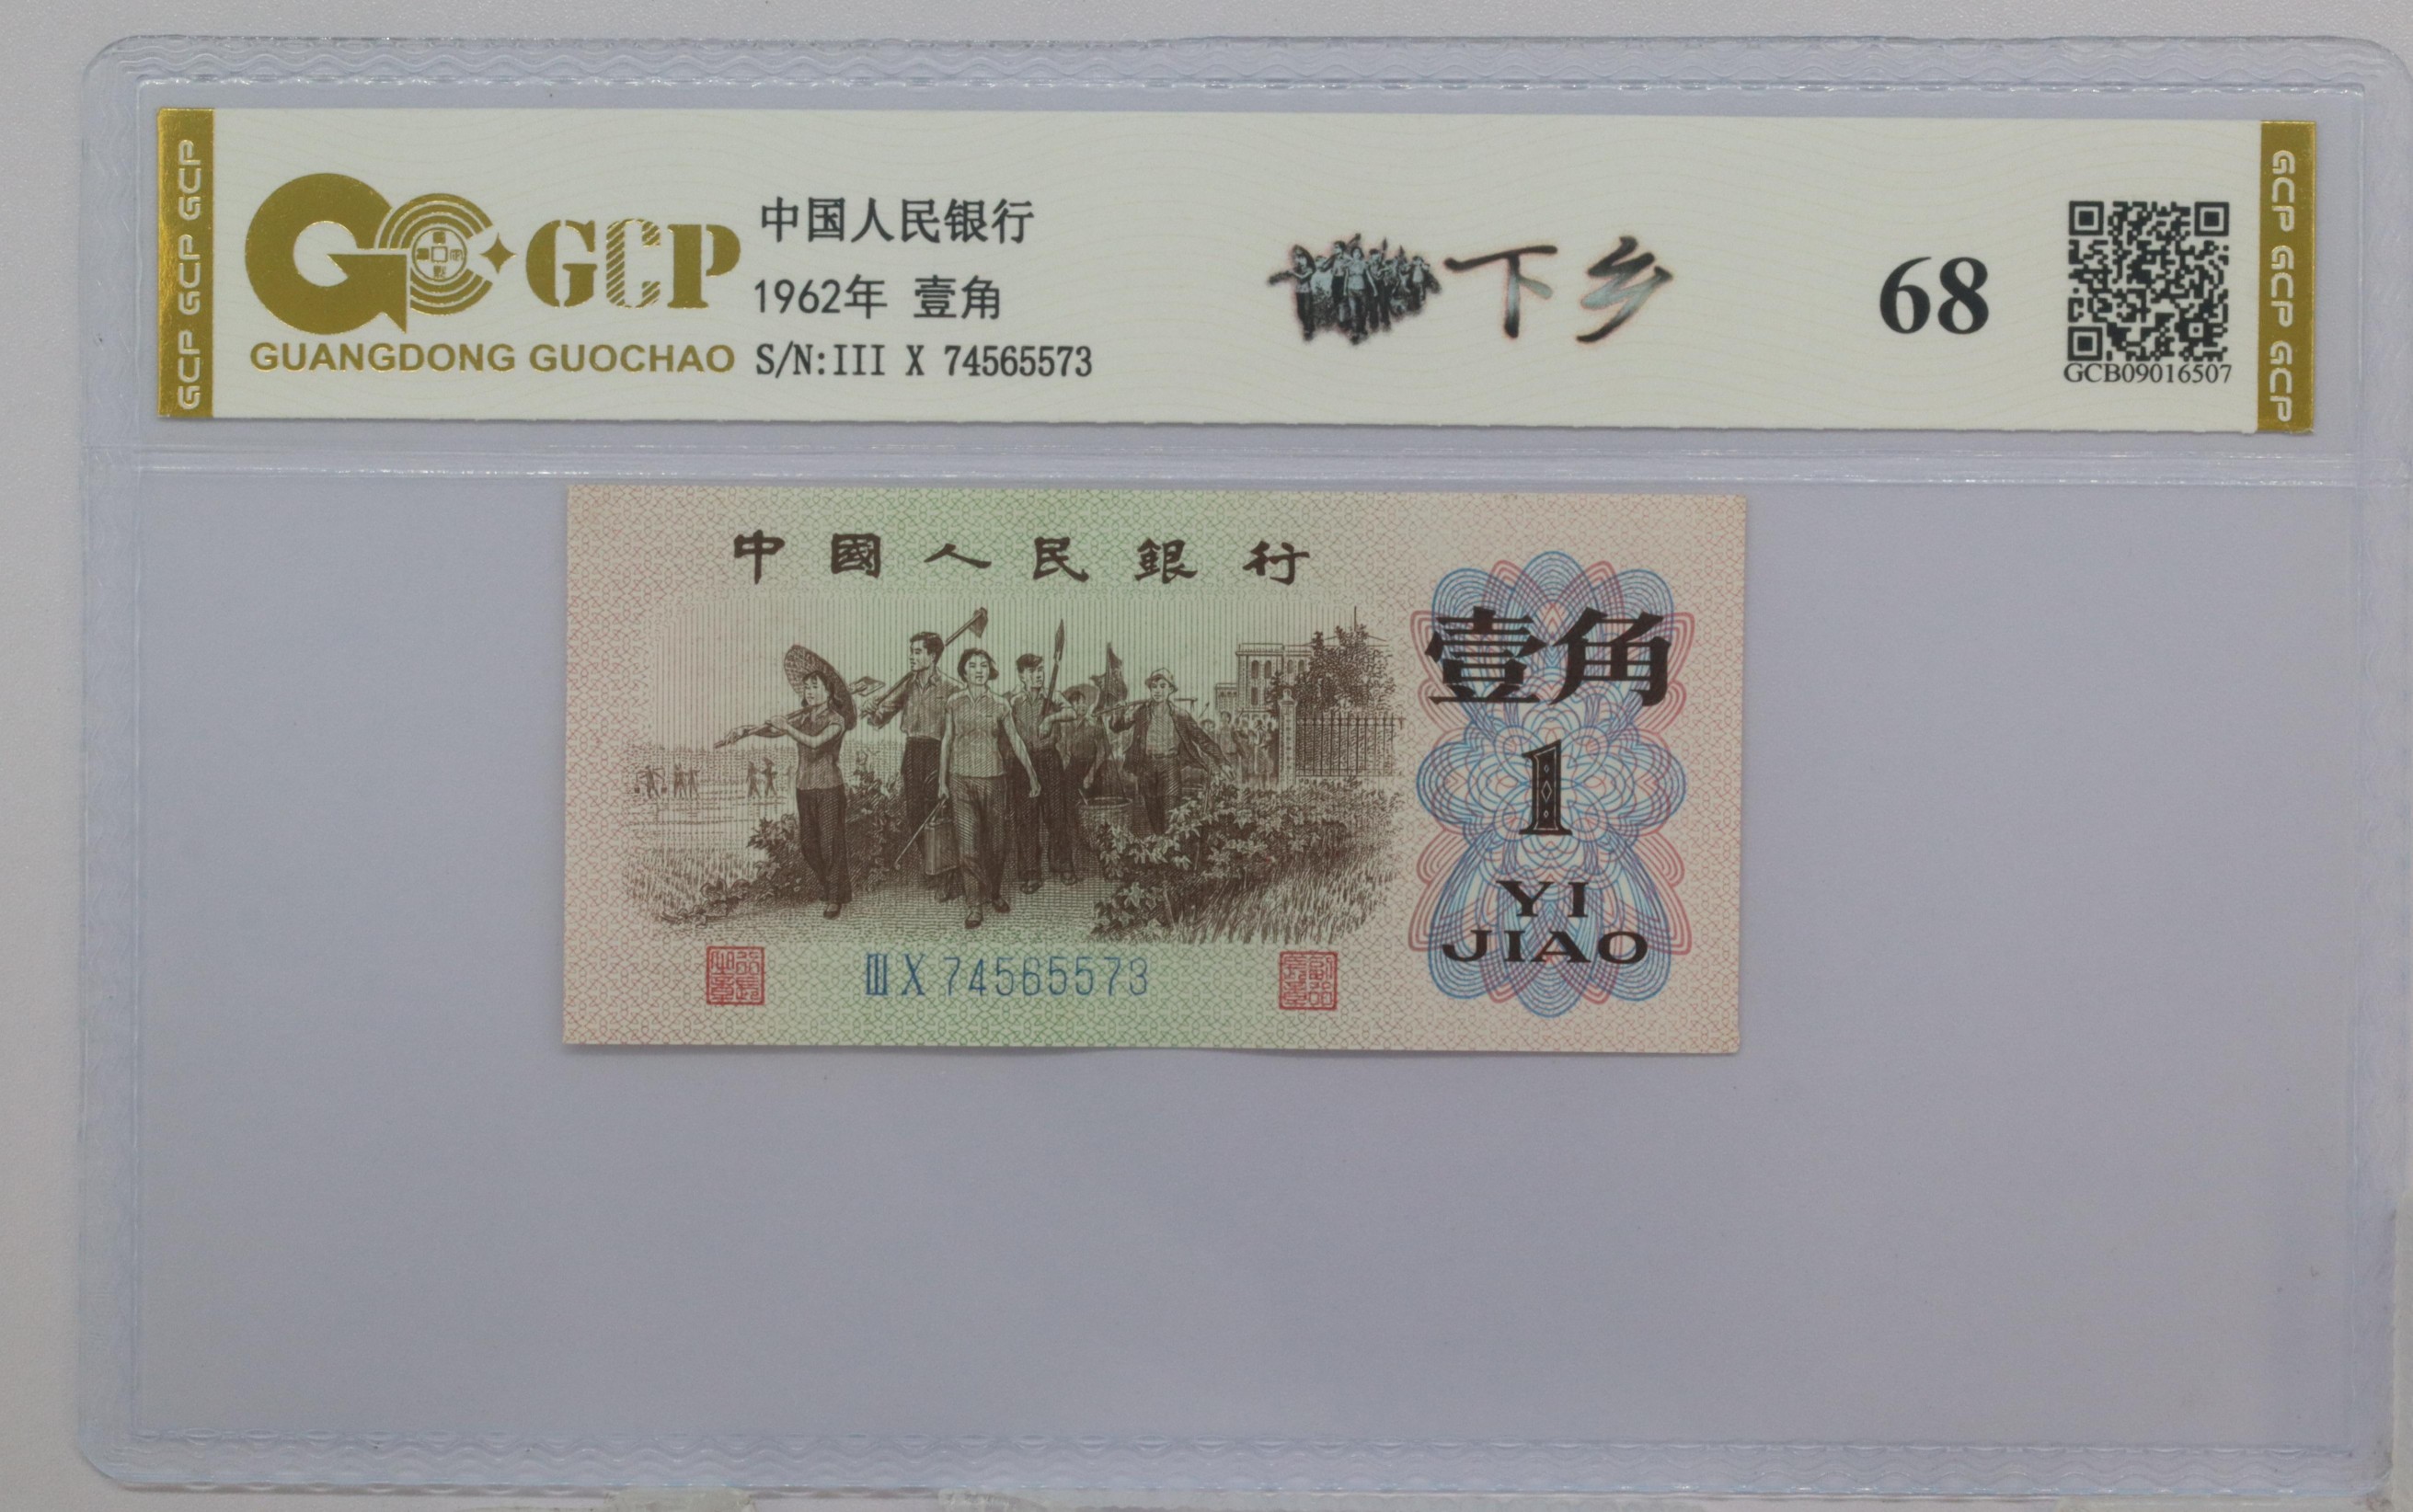 GCP GCP GCP
GCP
GUANGDONG GUOCHAO
中国人民银行
1962年 壹角
S/N:III X 74565573
下乡
68
GCB09016507
GCP GCP GCP
中國人民銀行
壹角
1
YI
JIAO
III X 74565573